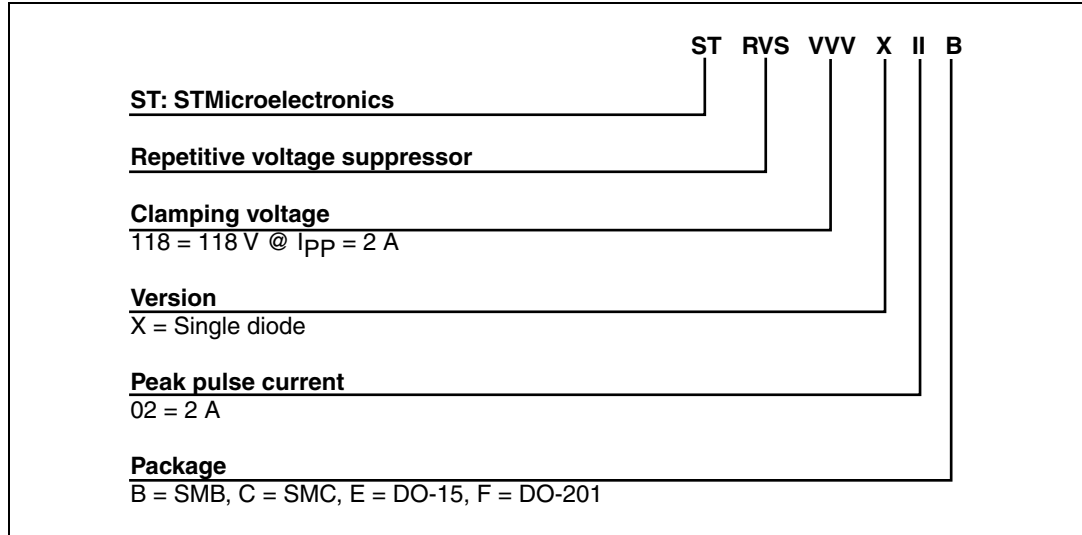 ST RVS VVV X II B
ST: STMicroelectronics
Repetitive voltage suppressor
Clamping voltage
118 = 118 V @ IPP = 2 A
Version
X = Single diode
Peak pulse current
02 = 2 A
Package
B = SMB, C = SMC, E = DO-15, F = DO-201